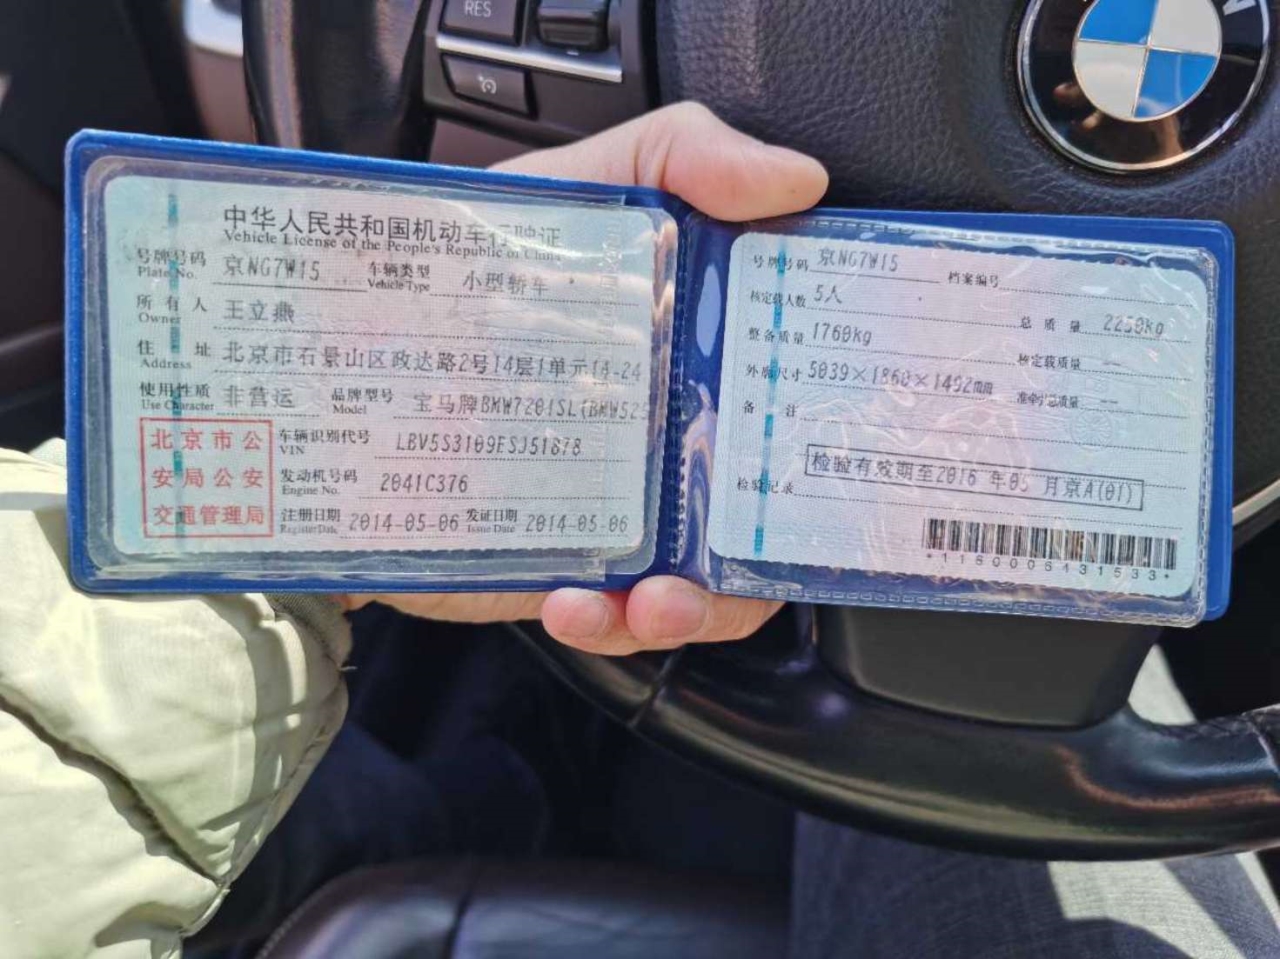 RES
中华人民共和国机动车行驶证
Vehicle License of the People's Republic of China
号牌号码 京NG7W15 车辆类型 小型轿车
Plate No. Vehicle Type
所有人 王立燕
Owner
住址 北京市石景山区政达路2号14层1单元14-24
Address
使用性质 非营运 品牌型号 宝马牌BMW7201SL(BMW525
Use Character Model
北京市公
安局公安
交通管理局
车辆识别代号 LBV5S3109ESJ51878
VIN
发动机号码 2041C376
Engine No.
注册日期 2014-05-06 发证日期 2014-05-06
Register Date Issue Date
号牌号码 京NG7W15 档案编号
核定载人数 5人 总质量 2250kg
整备质量 1760kg 核定载质量 --
外廓尺寸 5039×1860×1492mm 准牵引总质量 --
备注
检验有效期至2016年05月京A(01)
检验记录
*1180006431533*